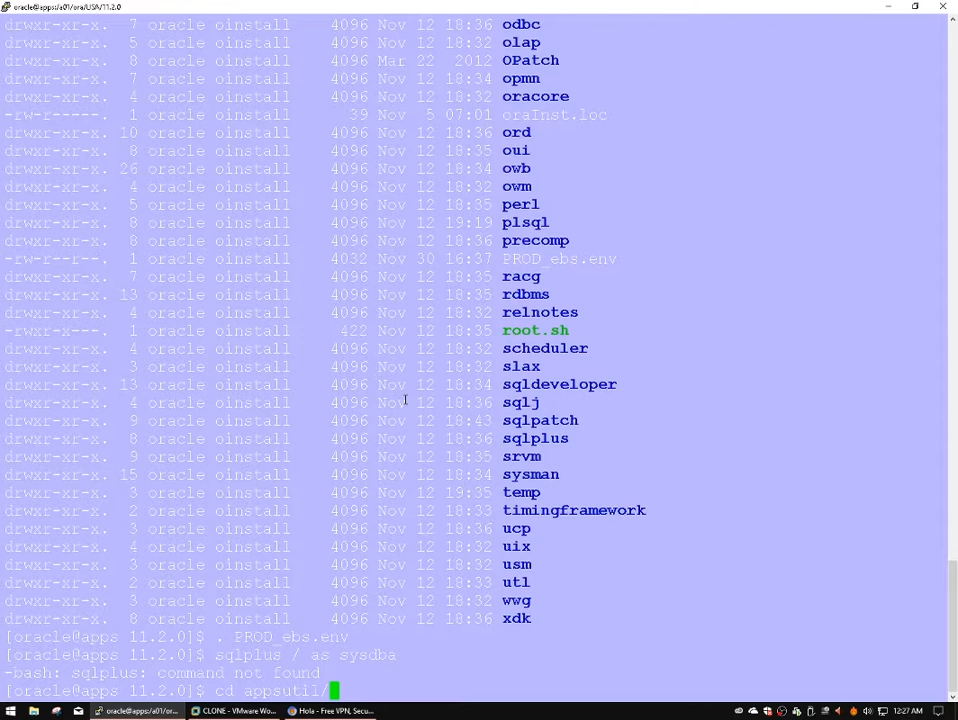 oracle@apps:/a01/ora/USA/11.2.0
drwxr-xr-x. 7 oracle oinstall 4096 Nov 12 18:36 odbc
drwxr-xr-x. 5 oracle oinstall 4096 Nov 12 18:32 olap
drwxr-xr-x. 8 oracle oinstall 4096 Mar 22 2012 OPatch
drwxr-xr-x. 7 oracle oinstall 4096 Nov 12 18:34 opmn
drwxr-xr-x. 4 oracle oinstall 4096 Nov 12 18:32 oracore
-rw-r-----. 1 oracle oinstall 39 Nov 5 07:01 oraInst.loc
drwxr-xr-x. 10 oracle oinstall 4096 Nov 12 18:36 ord
drwxr-xr-x. 8 oracle oinstall 4096 Nov 12 18:35 oui
drwxr-xr-x. 26 oracle oinstall 4096 Nov 12 18:36 owb
drwxr-xr-x. 4 oracle oinstall 4096 Nov 12 18:32 owm
drwxr-xr-x. 5 oracle oinstall 4096 Nov 12 18:35 perl
drwxr-xr-x. 8 oracle oinstall 4096 Nov 12 19:19 plsql
drwxr-xr-x. 8 oracle oinstall 4096 Nov 12 18:36 precomp
-rw-r--r--. 1 oracle oinstall 4032 Nov 30 16:37 PROD_ebs.env
drwxr-xr-x. 7 oracle oinstall 4096 Nov 12 18:35 racg
drwxr-xr-x. 13 oracle oinstall 4096 Nov 12 18:35 rdbms
drwxr-xr-x. 4 oracle oinstall 4096 Nov 12 18:32 relnotes
-rwxr-x---. 1 oracle oinstall 422 Nov 12 18:35 root.sh
drwxr-xr-x. 4 oracle oinstall 4096 Nov 12 18:32 scheduler
drwxr-xr-x. 3 oracle oinstall 4096 Nov 12 18:32 slax
drwxr-xr-x. 13 oracle oinstall 4096 Nov 12 18:34 sqldeveloper
drwxr-xr-x. 4 oracle oinstall 4096 Nov 12 18:36 sqlj
drwxr-xr-x. 9 oracle oinstall 4096 Nov 12 18:43 sqlpatch
drwxr-xr-x. 8 oracle oinstall 4096 Nov 12 18:36 sqlplus
drwxr-xr-x. 9 oracle oinstall 4096 Nov 12 18:35 srvm
drwxr-xr-x. 15 oracle oinstall 4096 Nov 12 18:34 sysman
drwxr-xr-x. 3 oracle oinstall 4096 Nov 12 19:35 temp
drwxr-xr-x. 2 oracle oinstall 4096 Nov 12 18:33 timingframework
drwxr-xr-x. 3 oracle oinstall 4096 Nov 12 18:36 ucp
drwxr-xr-x. 4 oracle oinstall 4096 Nov 12 18:32 uix
drwxr-xr-x. 3 oracle oinstall 4096 Nov 12 18:32 usm
drwxr-xr-x. 2 oracle oinstall 4096 Nov 12 18:33 utl
drwxr-xr-x. 3 oracle oinstall 4096 Nov 12 18:32 wwg
drwxr-xr-x. 8 oracle oinstall 4096 Nov 12 18:36 xdk
[oracle@apps 11.2.0]$ . PROD_ebs.env
[oracle@apps 11.2.0]$ sqlplus / as sysdba
-bash: sqlplus: command not found
[oracle@apps 11.2.0]$ cd appsutil/
oracle@apps:/a01/or... CLONE - VMware Wo... Hola - Free VPN, Secu... 12:27 AM